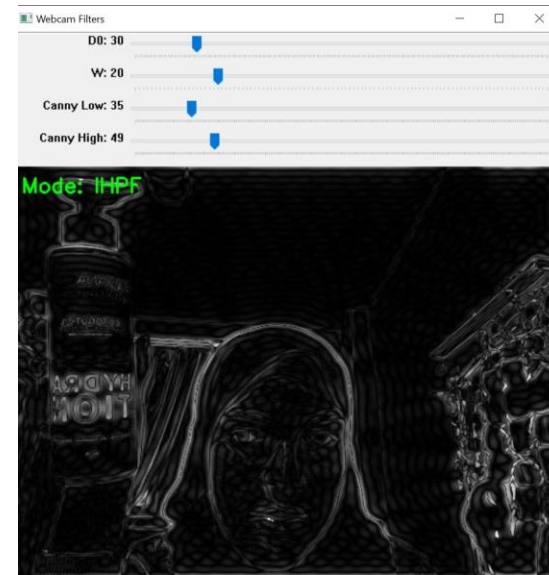 Webcam Filters
D0: 30
W: 20
Canny Low: 35
Canny High: 49
Mode: IHPF
HYDRA
TION